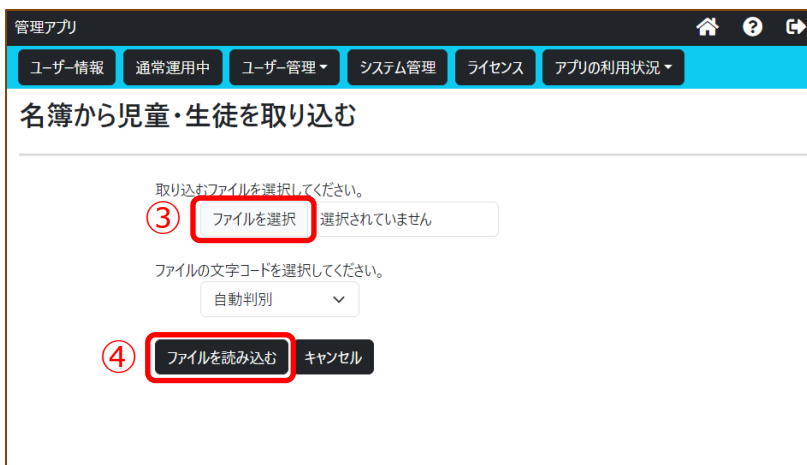 管理アプリ
ユーザー情報 通常運用中 ユーザー管理 システム管理 ライセンス アプリの利用状況
名簿から児童・生徒を取り込む
取り込むファイルを選択してください。
③ ファイルを選択 選択されていません
ファイルの文字コードを選択してください。
自動判別
④ ファイルを読み込む キャンセル